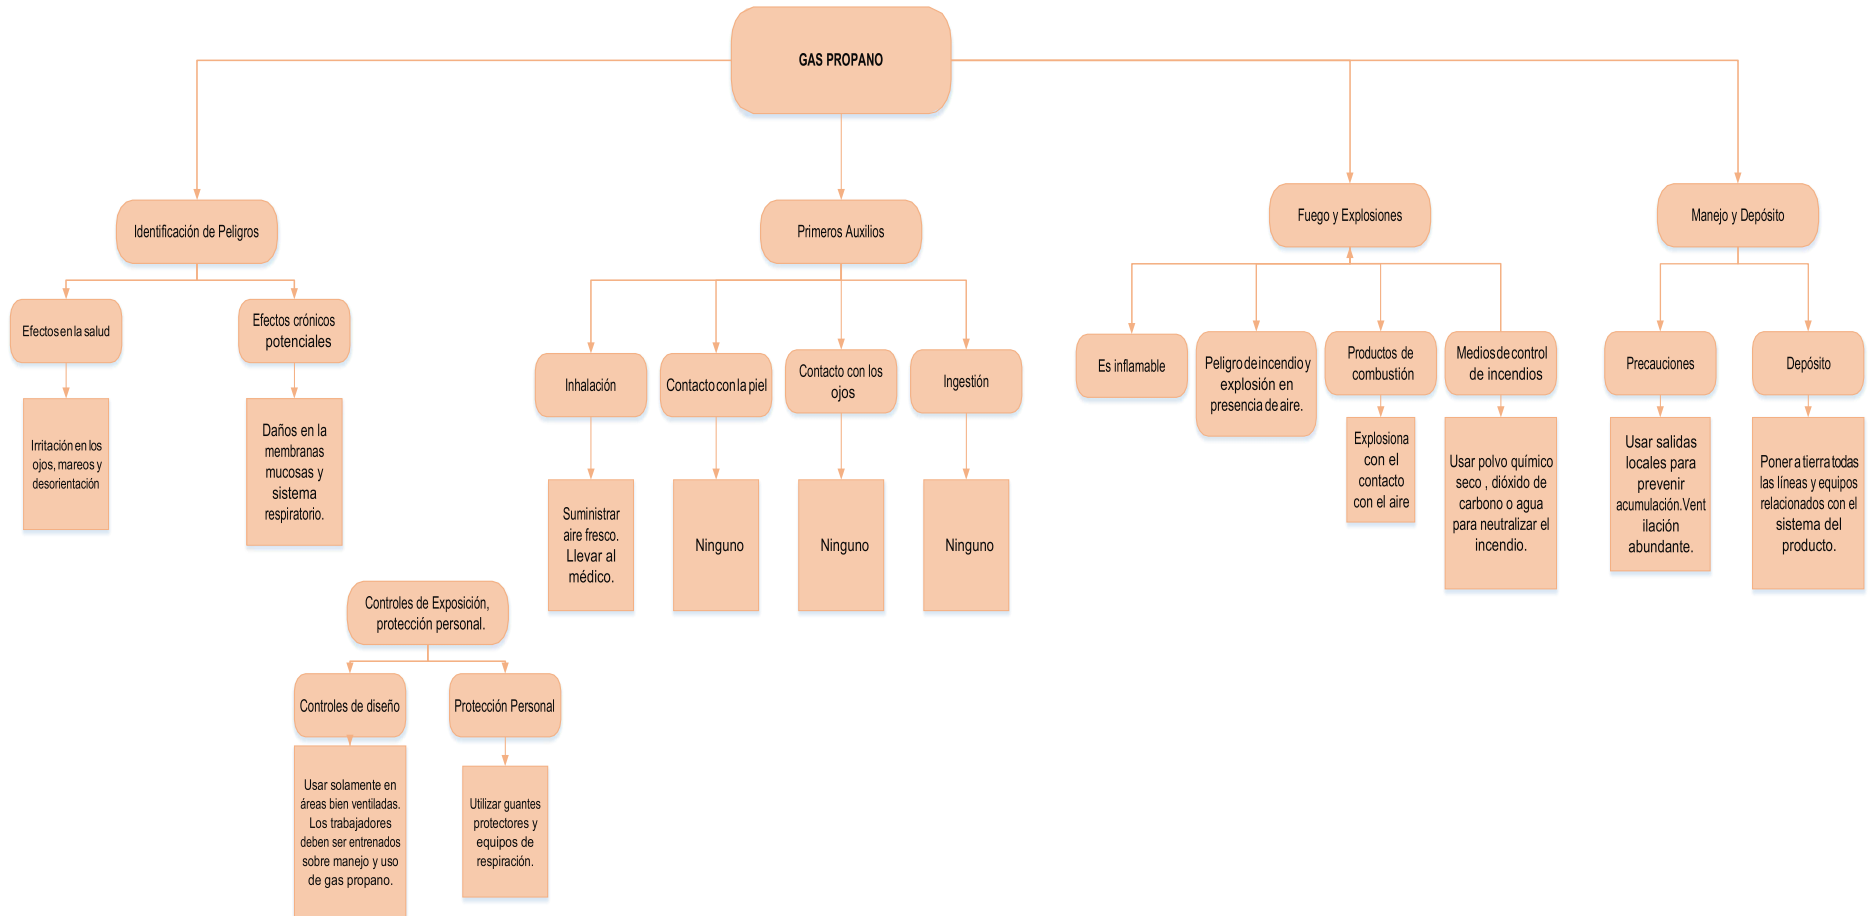 GAS PROPANO
Identificación de Peligros
Primeros Auxilios
Fuego y Explosiones
Manejo y Depósito
Efectos en la salud
Efectos crónicos
potenciales
Inhalación
Contacto con la piel
Contacto con los
ojos
Ingestión
Es inflamable
Peligro de incendio y
explosión en
presencia de aire.
Productos de
combustión
Medios de control
de incendios
Precauciones
Depósito
Irritación en los
ojos, mareos y
desorientación
Daños en la
membranas
mucosas y
sistema
respiratorio.
Suministrar
aire fresco.
Llevar al
médico.
Ninguno
Ninguno
Ninguno
Explosiona
con el
contacto
con el aire
Usar polvo químico
seco , dióxido de
carbono o agua
para neutralizar el
incendio.
Usar salidas
locales para
prevenir
acumulación.Vent
ilación
abundante.
Poner a tierra todas
las líneas y equipos
relacionados con el
sistema del
producto.
Controles de Exposición,
protección personal.
Controles de diseño
Protección Personal
Usar solamente en
áreas bien ventiladas.
Los trabajadores
deben ser entrenados
sobre manejo y uso
de gas propano.
Utilizar guantes
protectores y
equipos de
respiración.